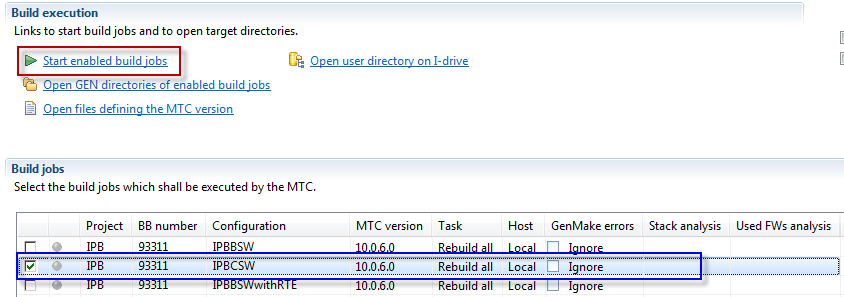 Build execution
Links to start build jobs and to open target directories.
Start enabled build jobs Open user directory on I-drive
Open GEN directories of enabled build jobs
Open files defining the MTC version
Build jobs
Select the build jobs which shall be executed by the MTC.
Project BB number Configuration MTC version Task Host GenMake errors Stack analysis Used FWs analysis
IPB 93311 IPBBSW 10.0.6.0 Rebuild all Local Ignore
IPB 93311 IPBCSW 10.0.6.0 Rebuild all Local Ignore
IPB 93311 IPBBSWwithRTE 10.0.6.0 Rebuild all Local Ignore